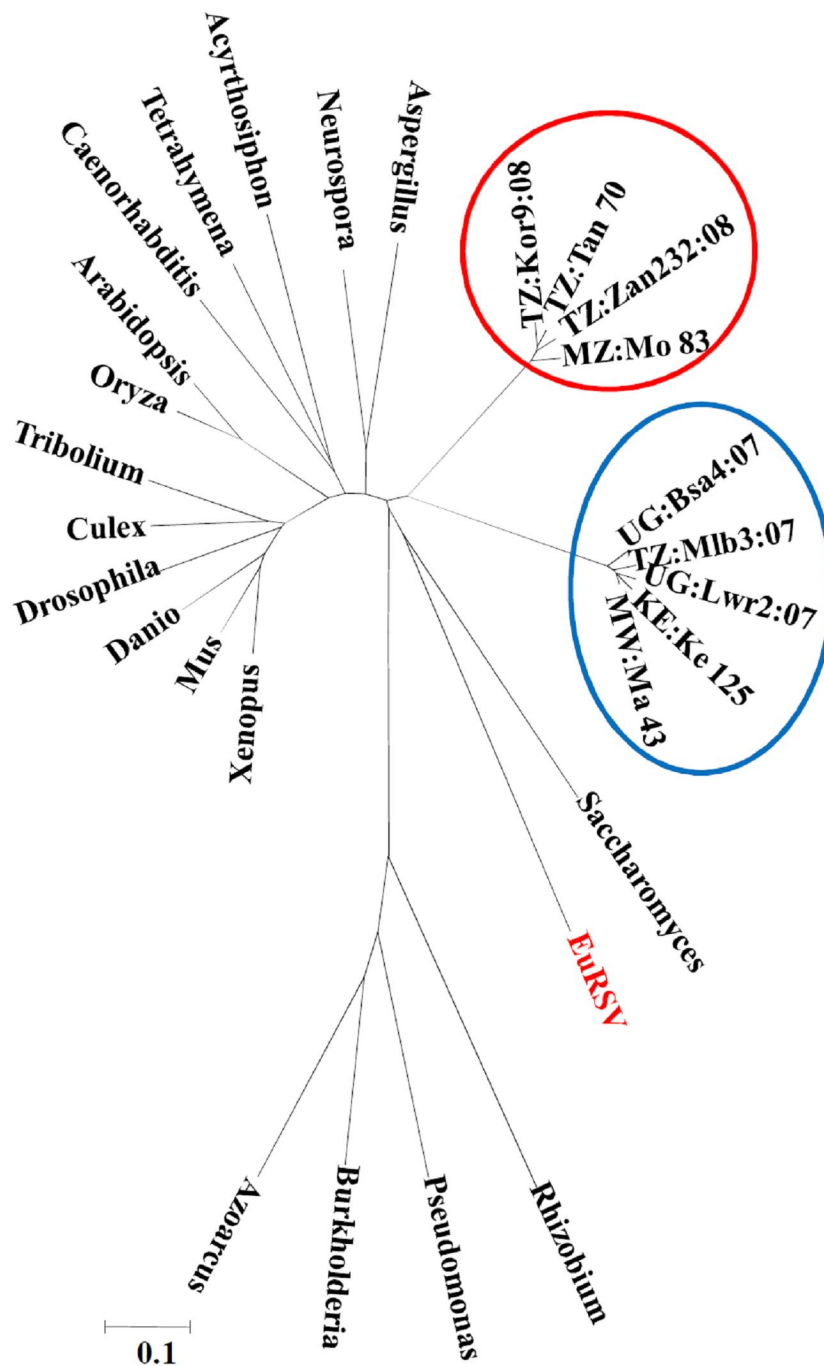 Acyrthosiphon
Tetrahymena
Caenorhabditis
Arabidopsis
Oryza
Tribolium
Culex
Drosophila
Danio
Mus
Xenopus
Neurospora
Aspergillus
TZ:Kor9:08
TZ:Tan 70
TZ:Zan232:08
MZ:Mo 83
UG:Bsa4:07
TZ:Mlb3:07
UG:Lwr2:07
KE:Ke 125
MW:Ma 43
Saccharomyces
EuRSV
Rhizobium
Pseudomonas
Burkholderia
Azoarcus
0.1